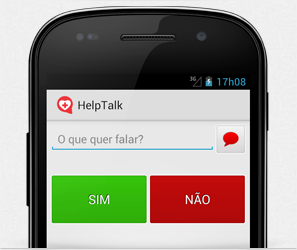 3G 17h08
HelpTalk
O que quer falar?
SIM NÃO